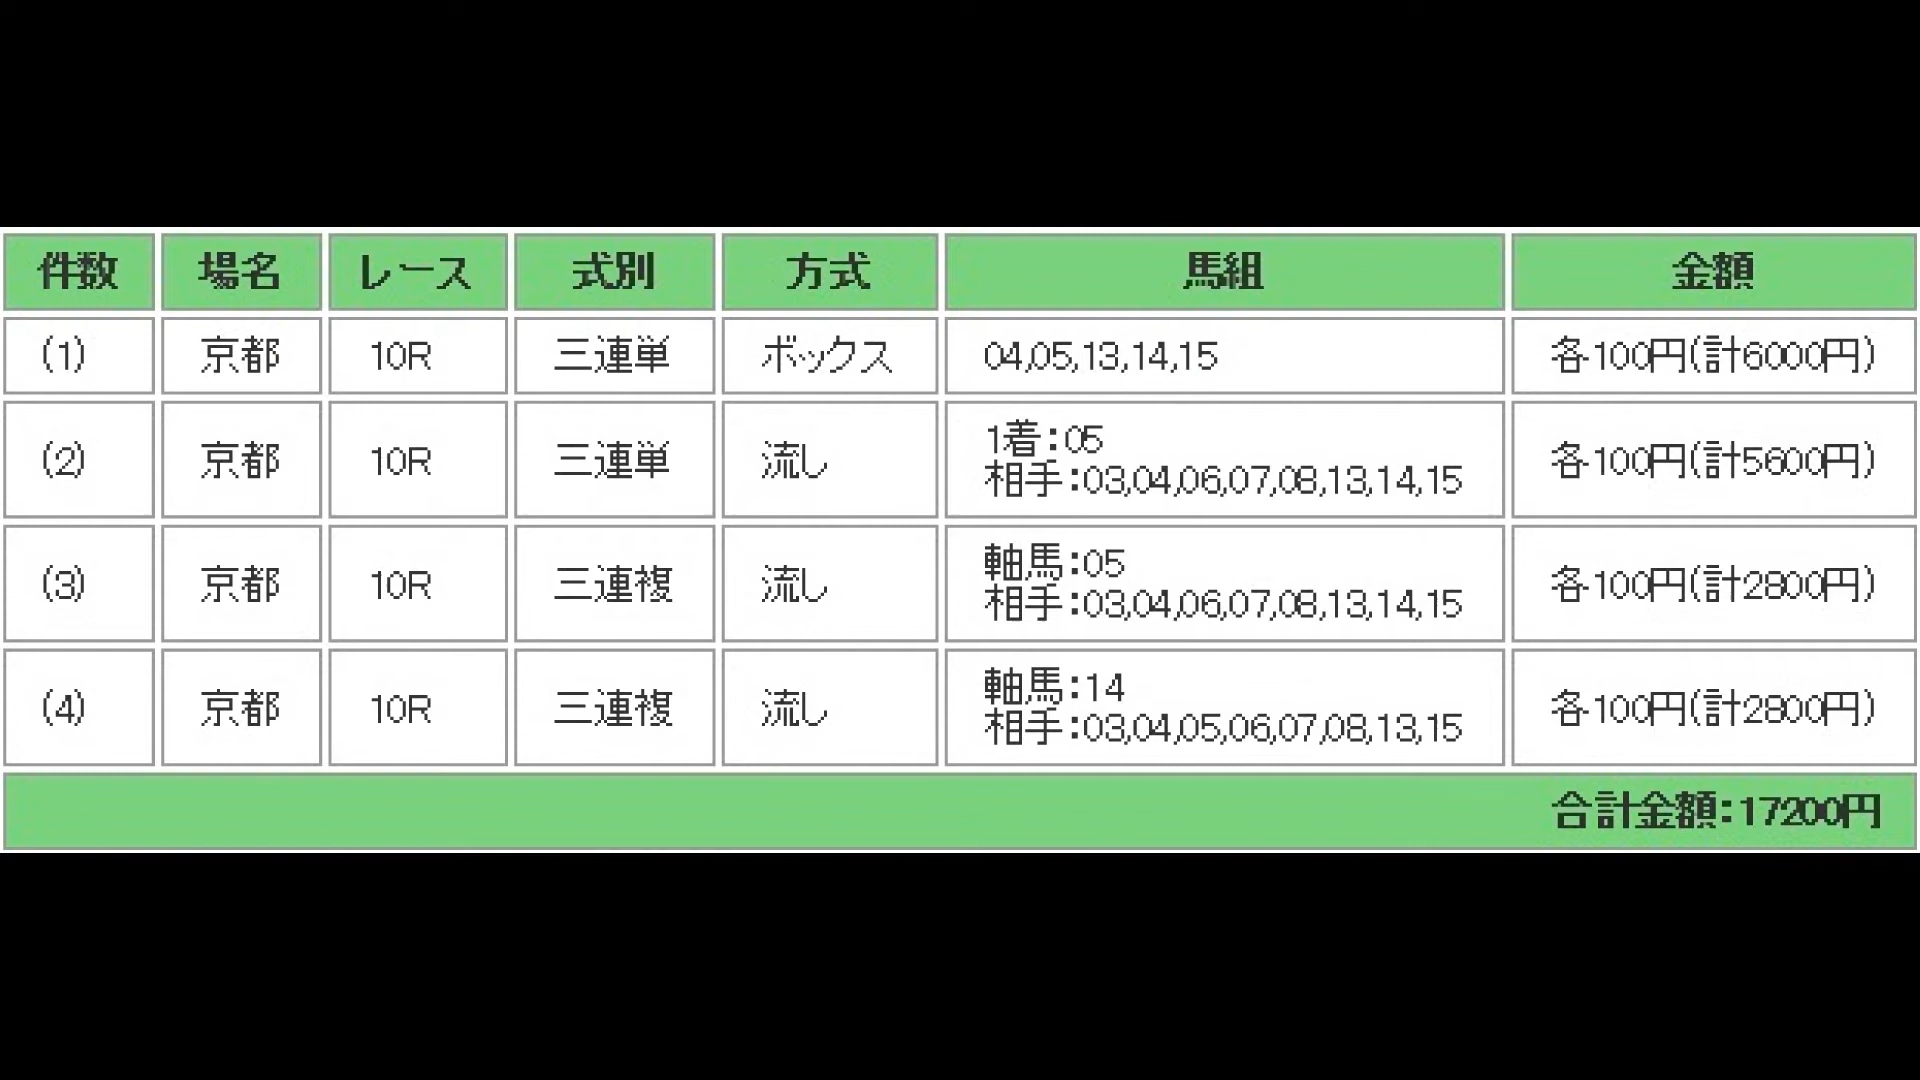 件数 場名 レース 式別 方式 馬組 金額
(1) 京都 10R 三連単 ボックス 04,05,13,14,15 各100円(計6000円)
(2) 京都 10R 三連単 流し 1着:05
相手:03,04,06,07,08,13,14,15 各100円(計5600円)
(3) 京都 10R 三連複 流し 軸馬:05
相手:03,04,06,07,08,13,14,15 各100円(計2800円)
(4) 京都 10R 三連複 流し 軸馬:14
相手:03,04,05,06,07,08,13,15 各100円(計2800円)
合計金額:17200円